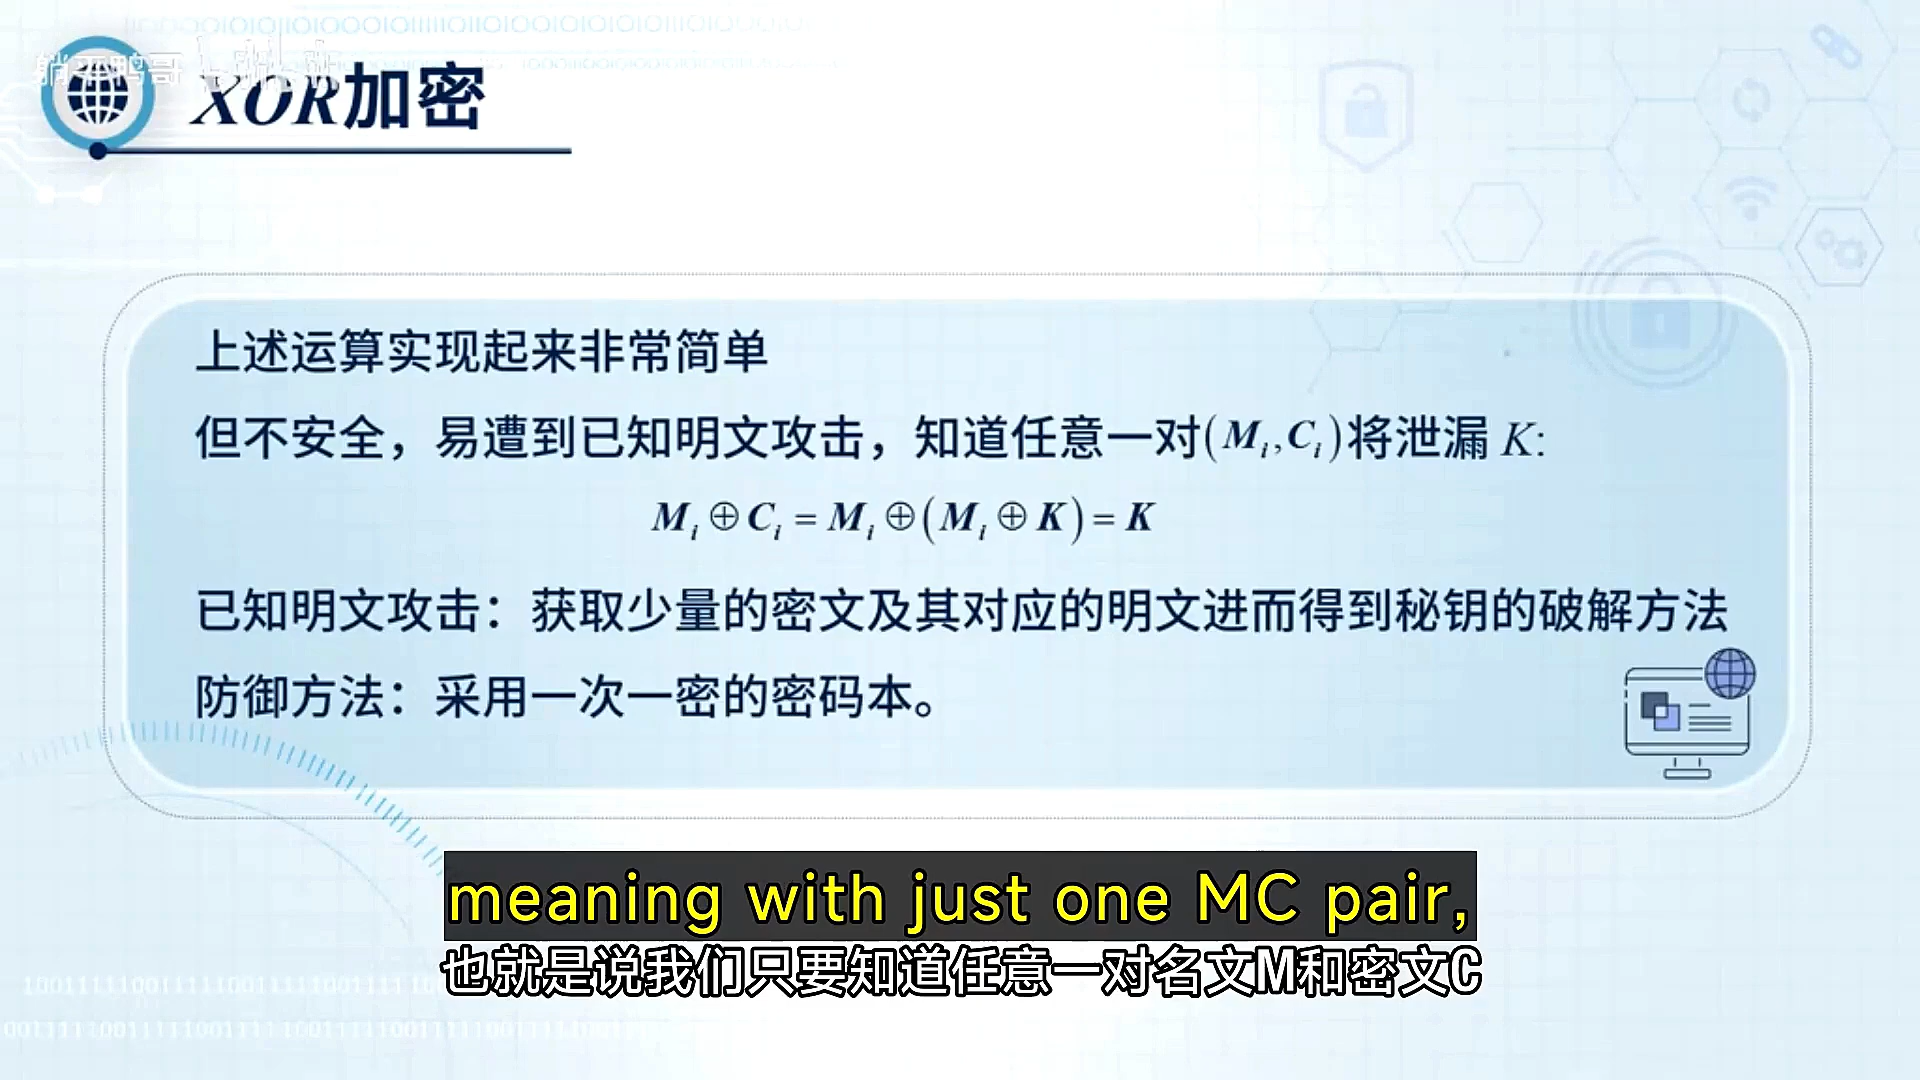 XOR加密
上述运算实现起来非常简单
但不安全，易遭到已知明文攻击，知道任意一对(Mᵢ,Cᵢ)将泄漏 K:
Mᵢ⊕Cᵢ=Mᵢ⊕(Mᵢ⊕K)=K
已知明文攻击：获取少量的密文及其对应的明文进而得到秘钥的破解方法
防御方法：采用一次一密的密码本。
meaning with just one MC pair,
也就是说我们只要知道任意一对名文M和密文C